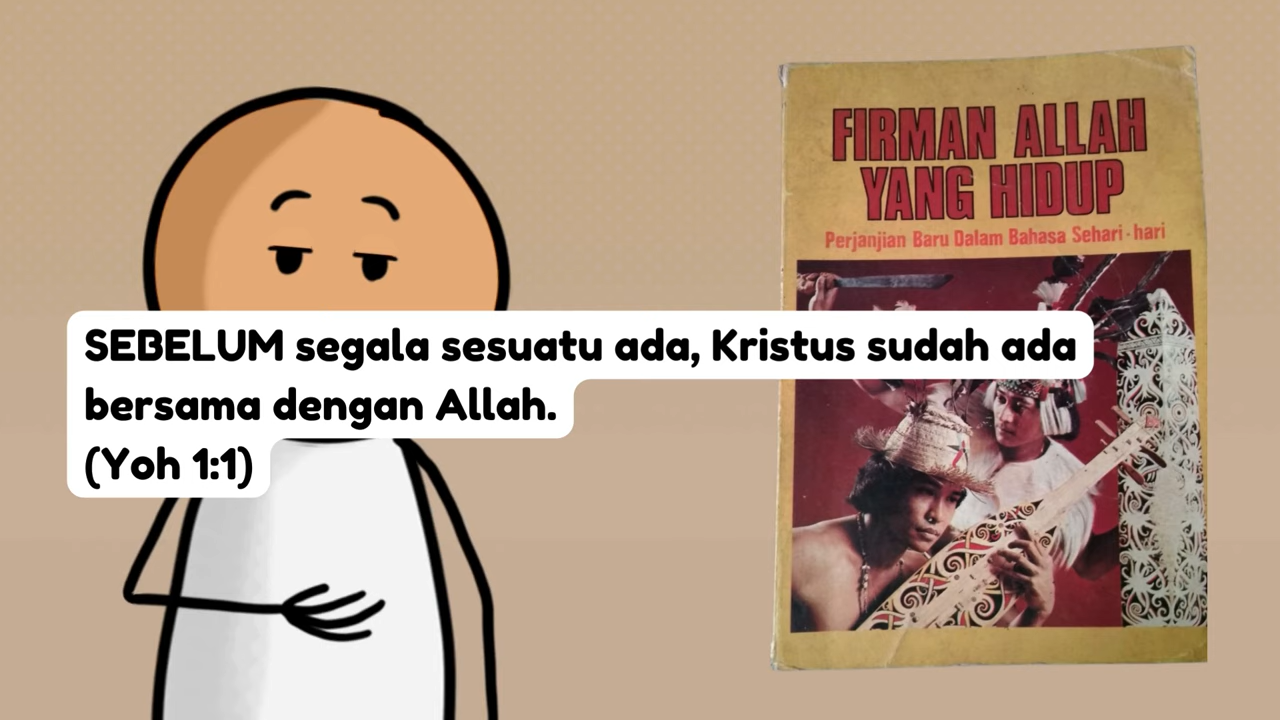 SEBELUM segala sesuatu ada, Kristus sudah ada
bersama dengan Allah.
(Yoh 1:1)
FIRMAN ALLAH
YANG HIDUP
Perjanjian Baru Dalam Bahasa Sehari-hari